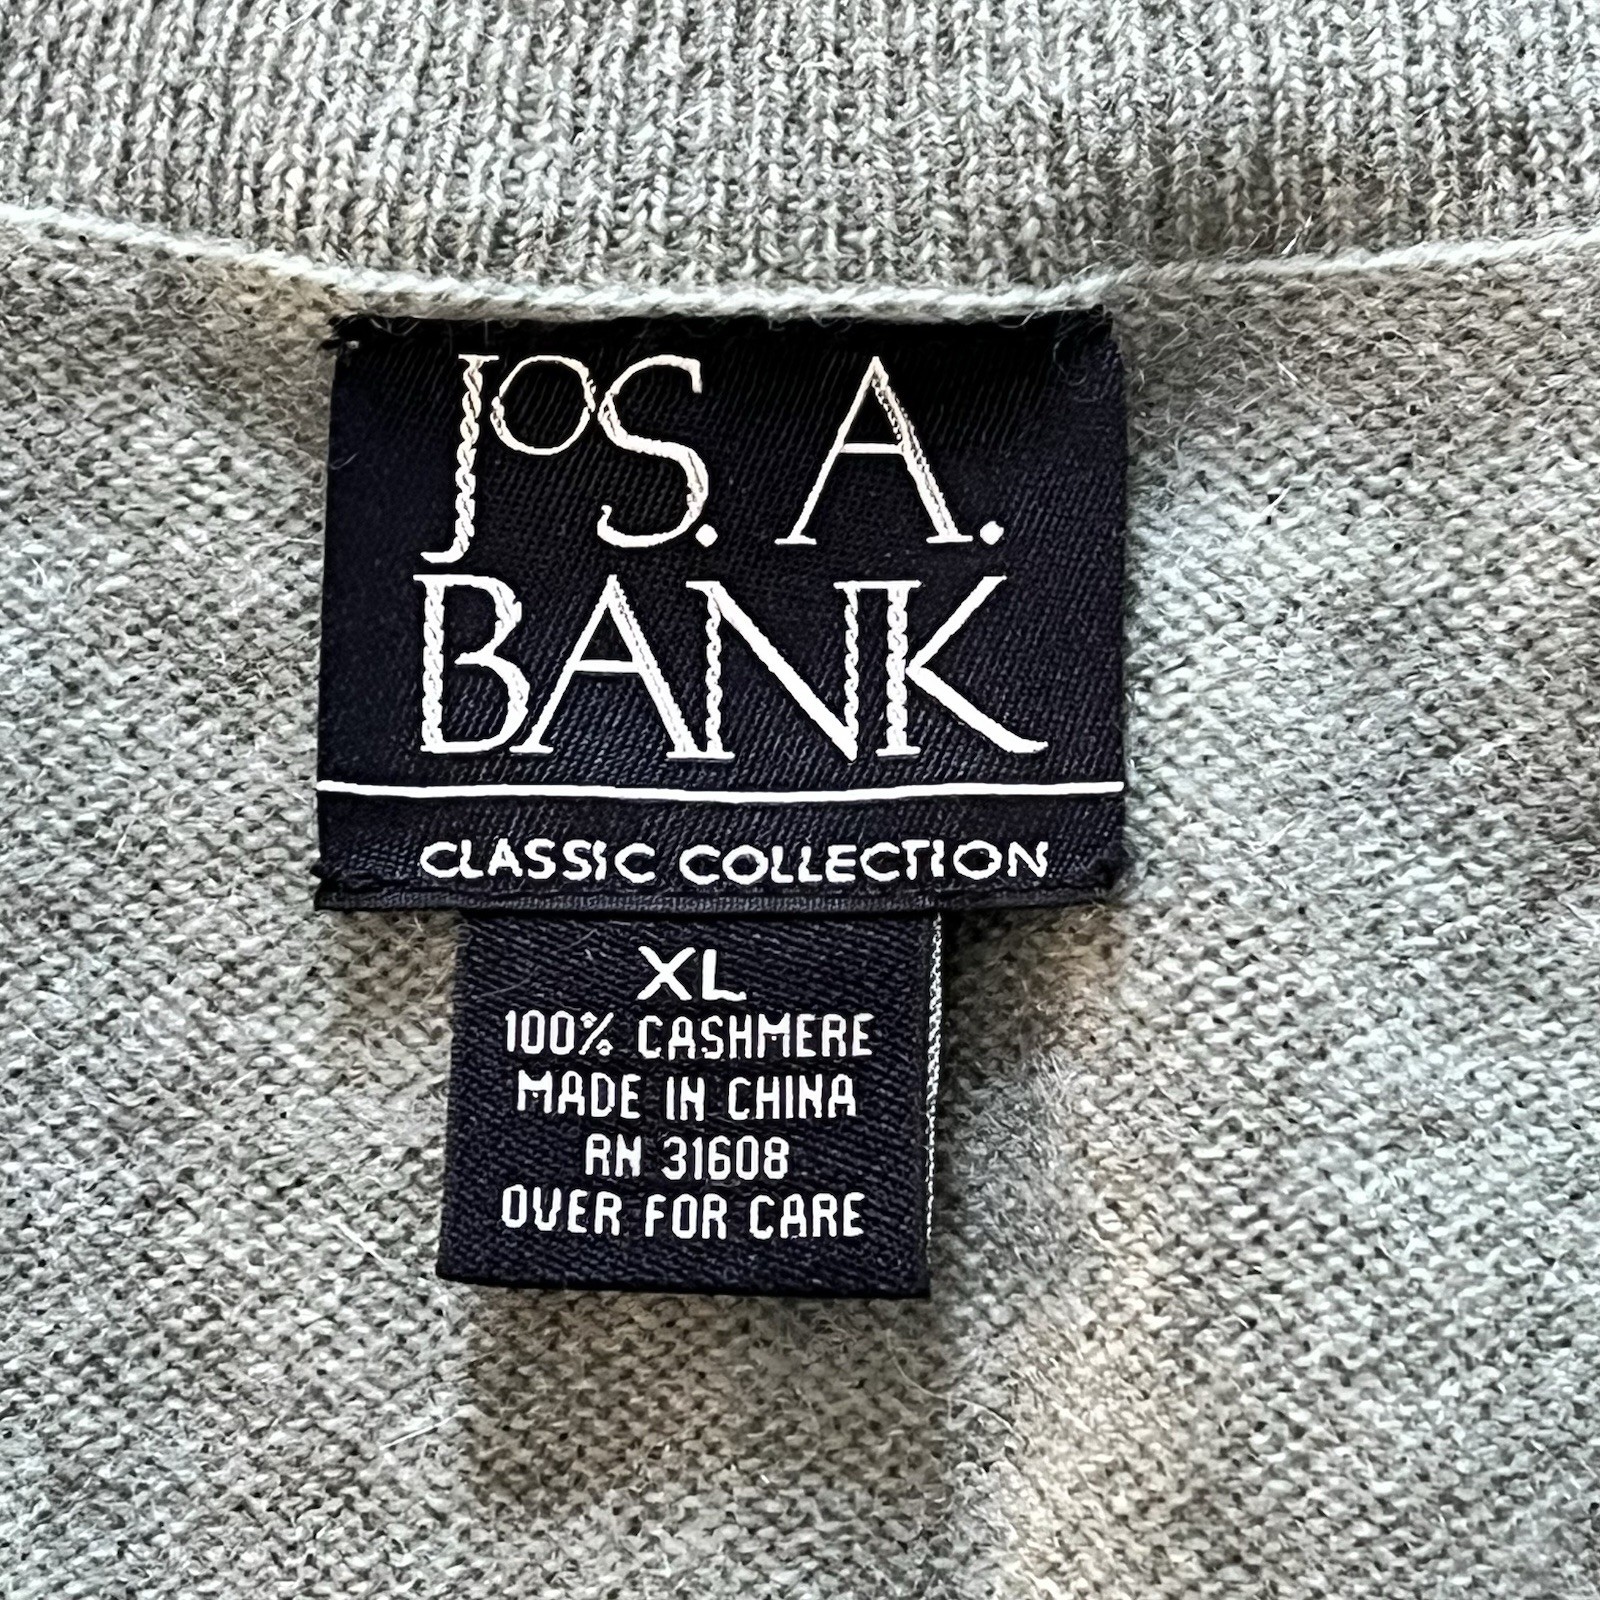 JOS. A.
BANK
CLASSIC COLLECTION
XL
100% CASHMERE
MADE IN CHINA
RN 31608
OVER FOR CARE